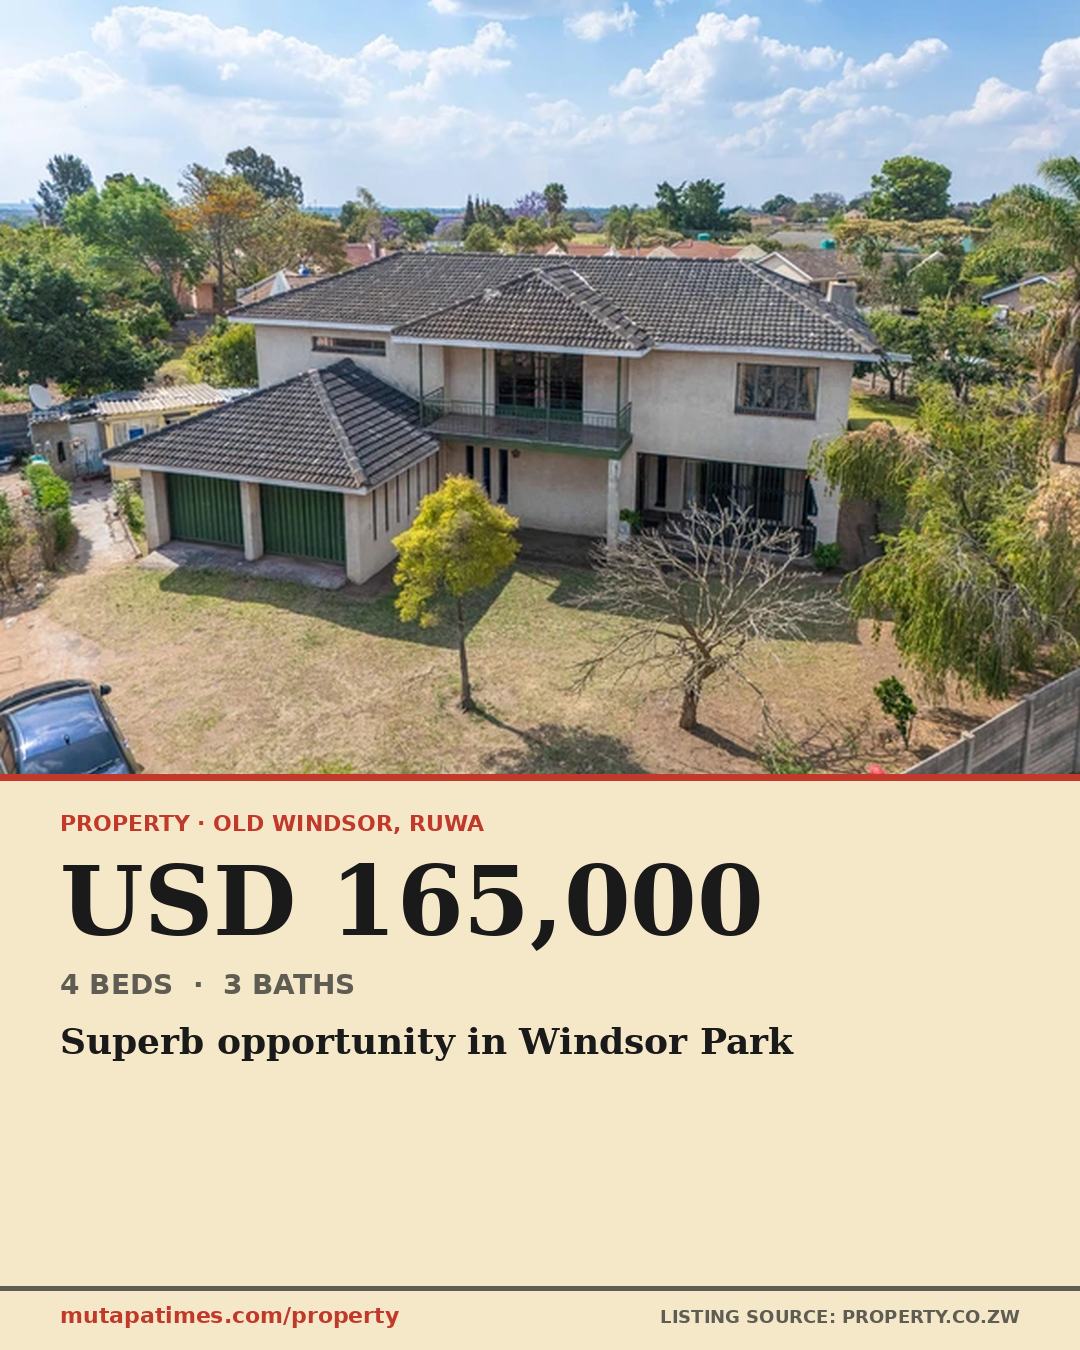 PROPERTY · OLD WINDSOR, RUWA
USD 165,000
4 BEDS · 3 BATHS
Superb opportunity in Windsor Park
mutapatimes.com/property
LISTING SOURCE: PROPERTY.CO.ZW